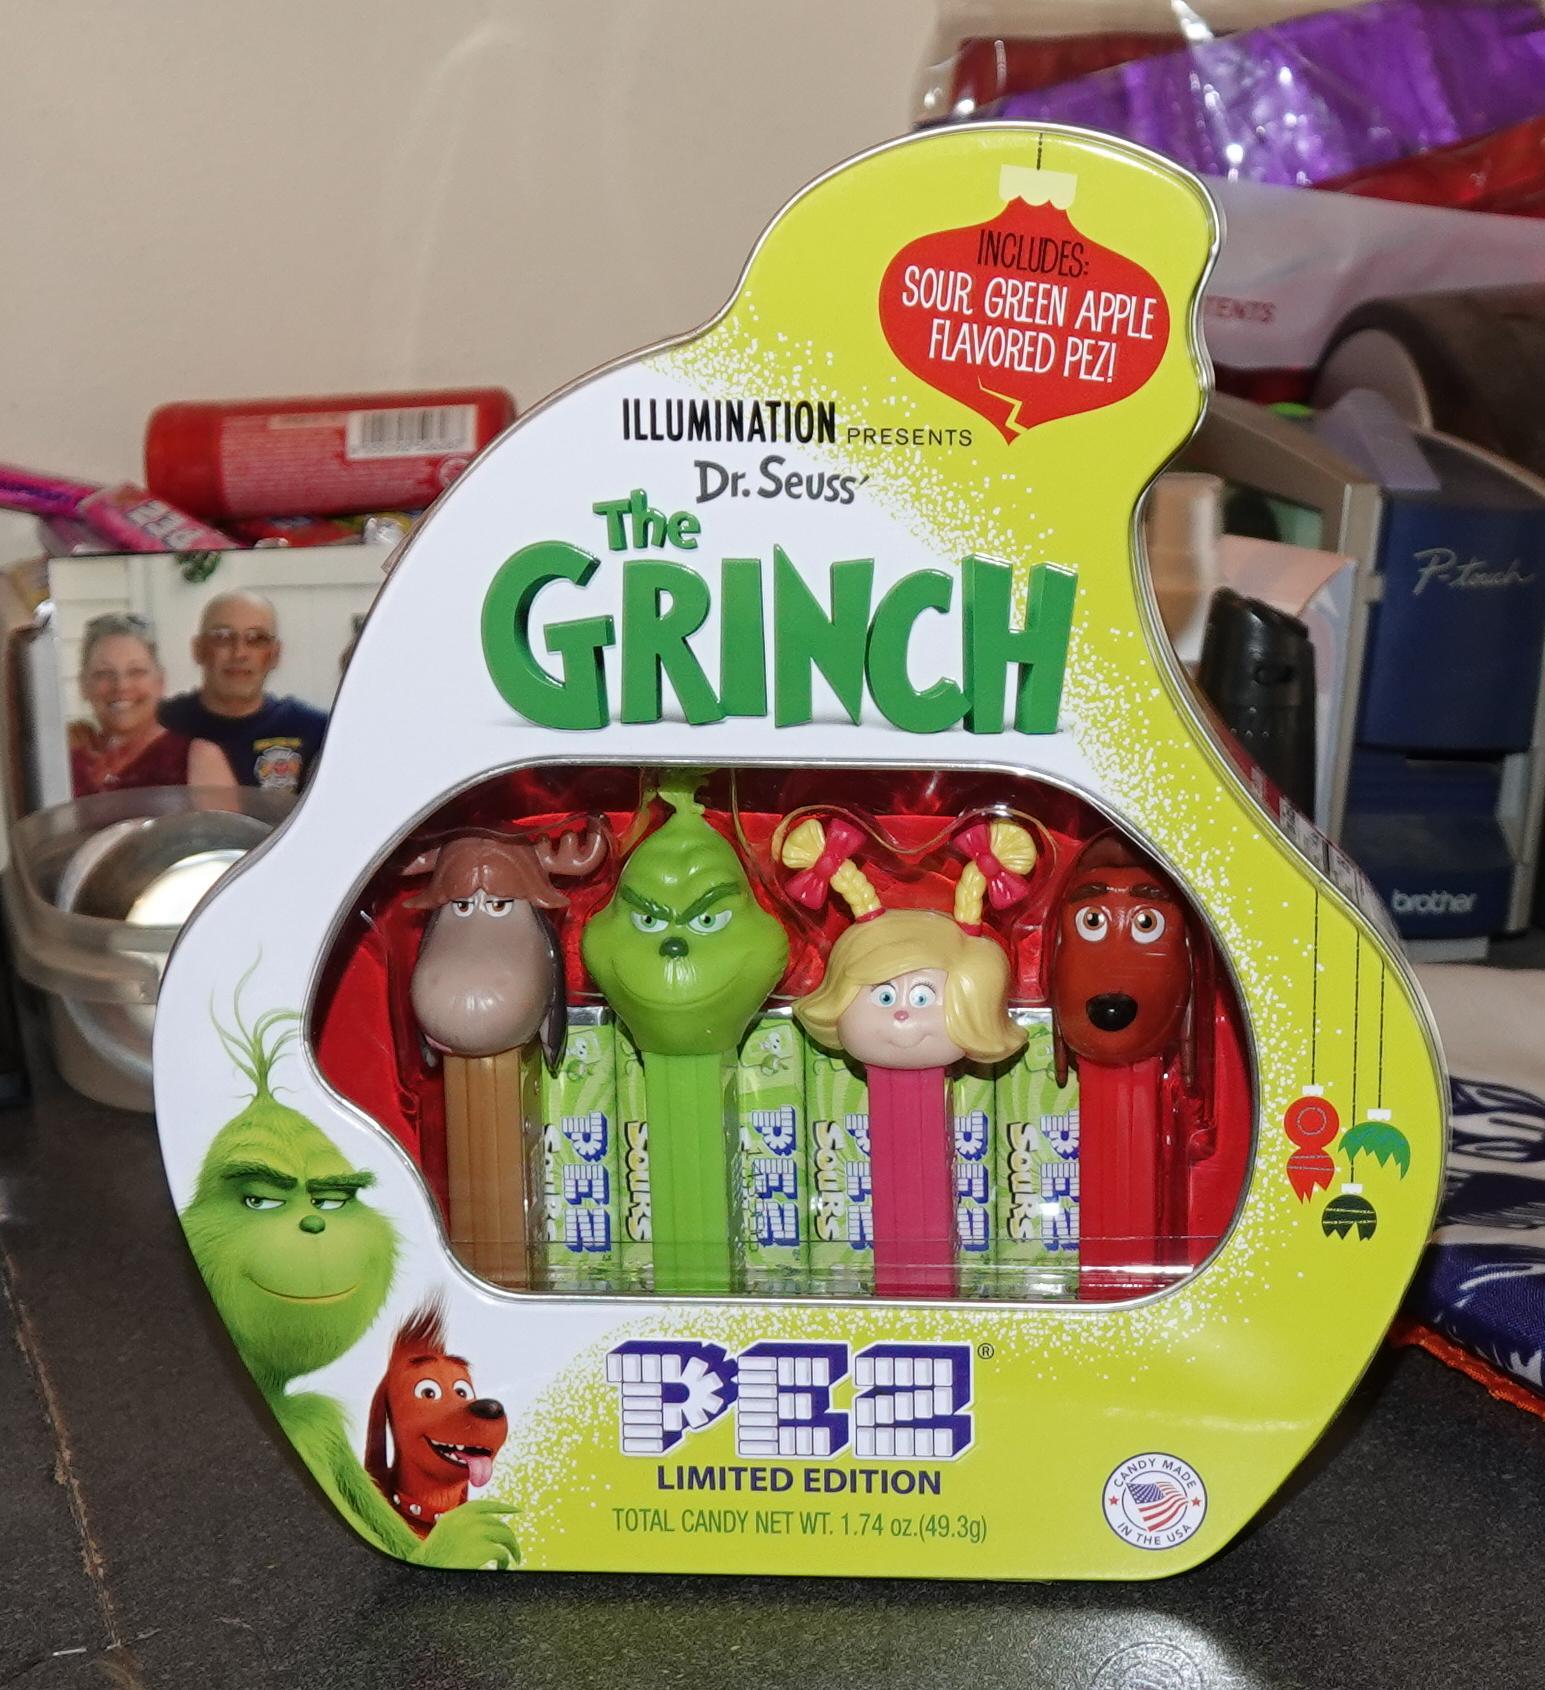 INCLUDES:
SOUR GREEN APPLE
FLAVORED PEZ!
ILLUMINATION PRESENTS
Dr. Seuss'
The
GRINCH
P-touch
brother
PEZ
SOURS
PEZ
PEZ
SOURS
PEZ
PEZ
SOURS
PEZ
PEZ®
LIMITED EDITION
TOTAL CANDY NET WT. 1.74 oz.(49.3g)
CANDY MADE
IN THE USA
PEZ